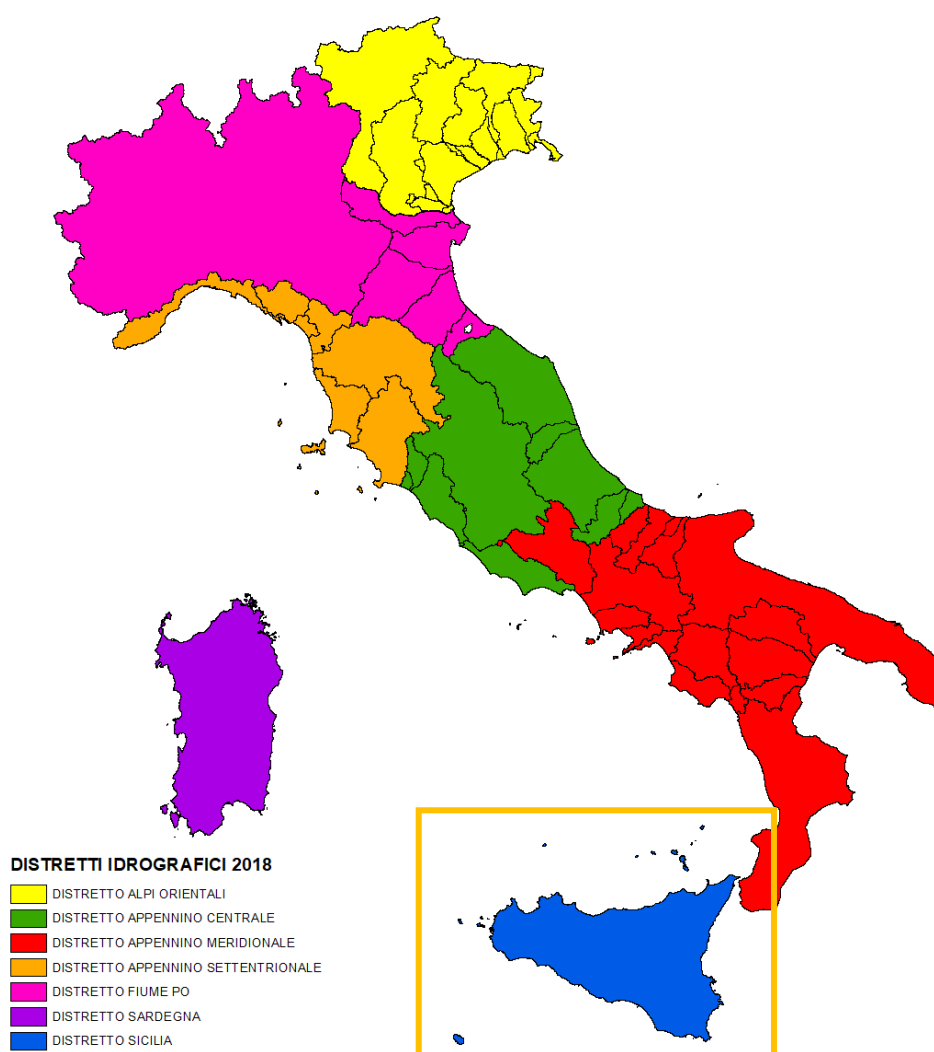 DISTRETTI IDROGRAFICI 2018
DISTRETTO ALPI ORIENTALI
DISTRETTO APPENNINO CENTRALE
DISTRETTO APPENNINO MERIDIONALE
DISTRETTO APPENNINO SETTENTRIONALE
DISTRETTO FIUME PO
DISTRETTO SARDEGNA
DISTRETTO SICILIA